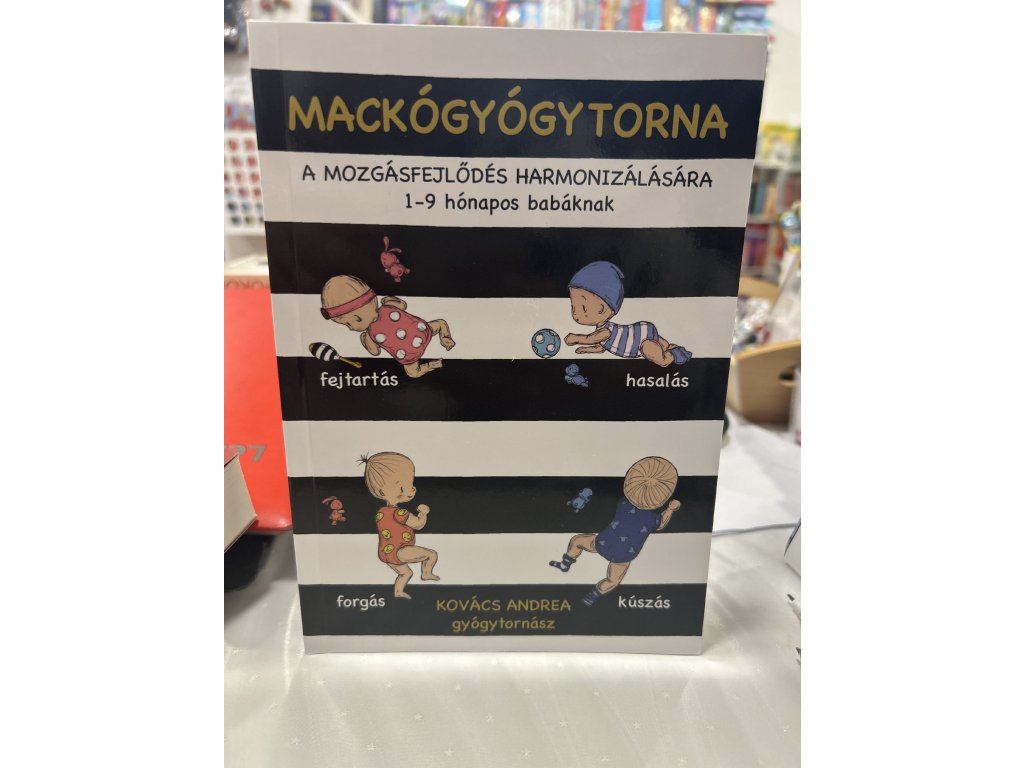 MACKÓGYÓGYTORNA
A MOZGÁSFEJLŐDÉS HARMONIZÁLÁSÁRA
1-9 hónapos babáknak
fejtartás
hasalás
forgás
kúszás
KOVÁCS ANDREA
gyógytornász